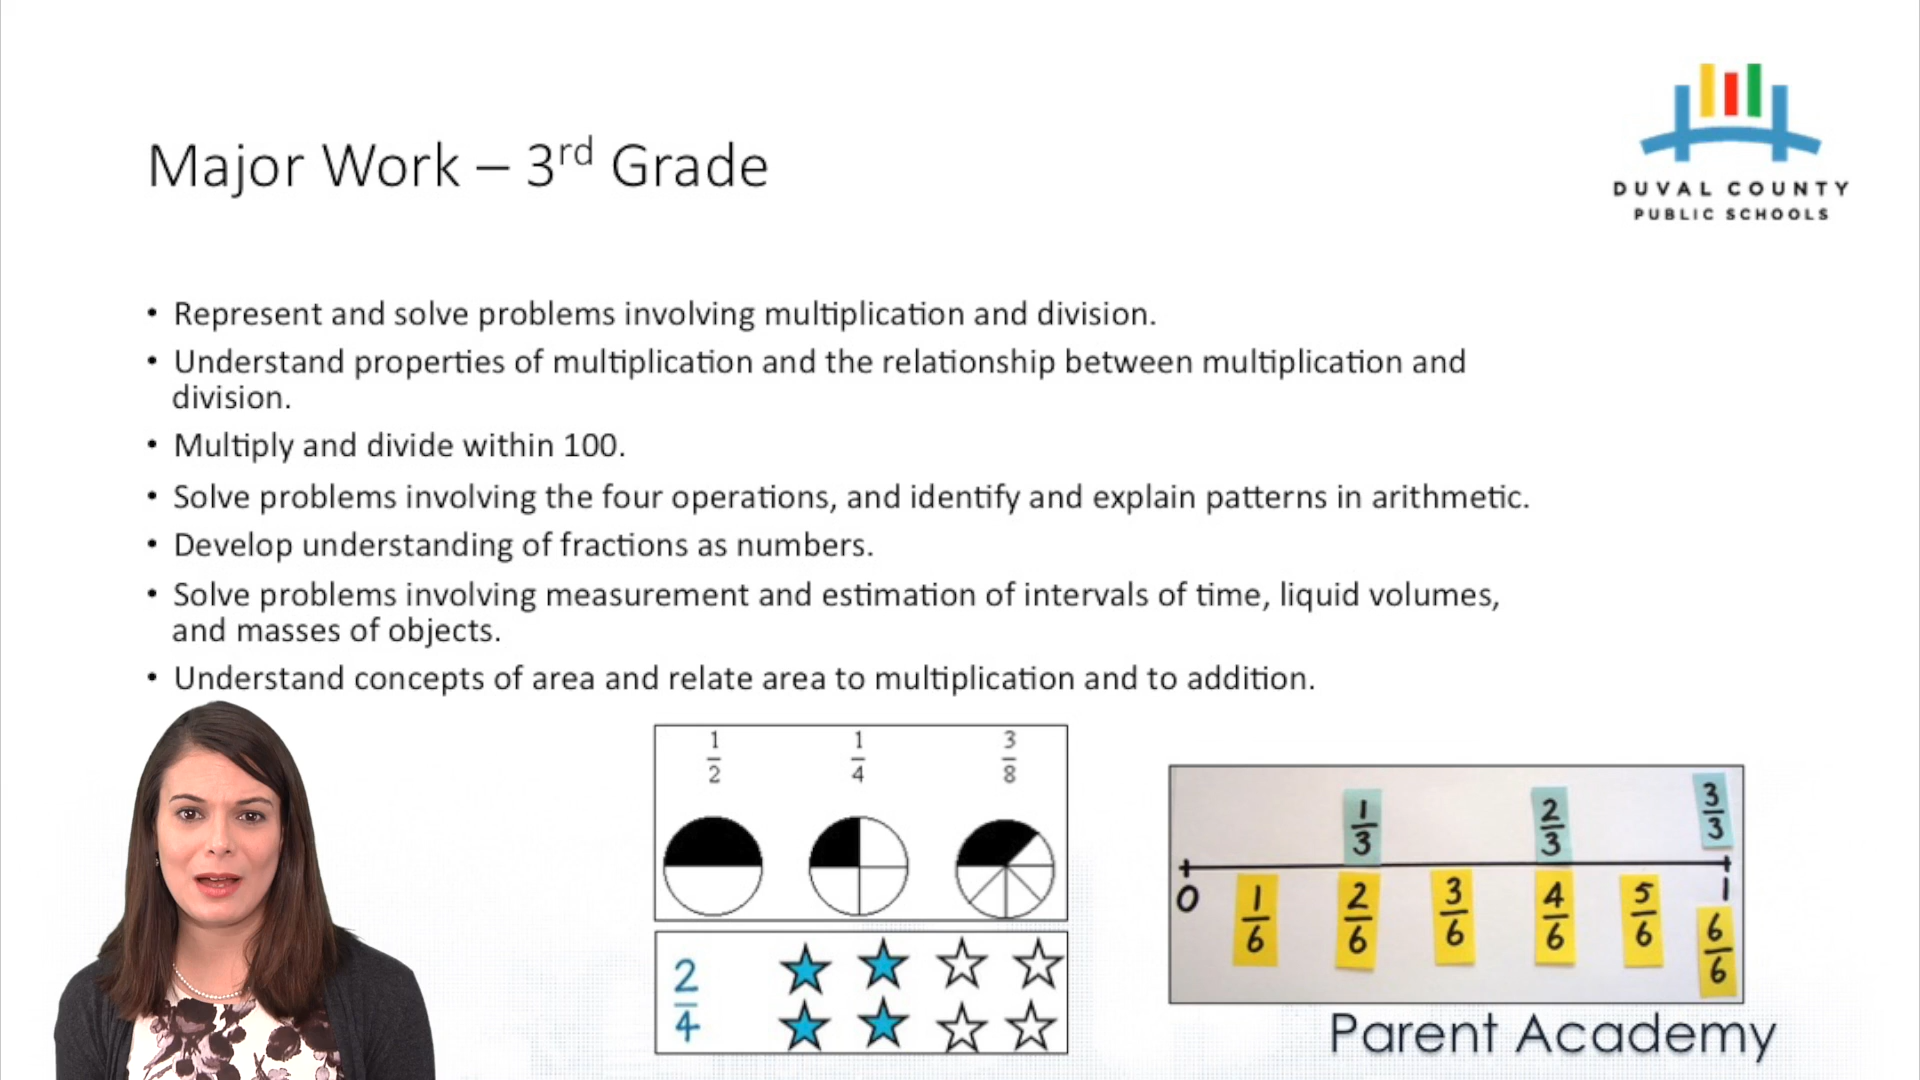 Major Work – 3rd Grade
DUVAL COUNTY
PUBLIC SCHOOLS
• Represent and solve problems involving multiplication and division.
• Understand properties of multiplication and the relationship between multiplication and
division.
• Multiply and divide within 100.
• Solve problems involving the four operations, and identify and explain patterns in arithmetic.
• Develop understanding of fractions as numbers.
• Solve problems involving measurement and estimation of intervals of time, liquid volumes,
and masses of objects.
• Understand concepts of area and relate area to multiplication and to addition.
1/2 1/4 3/8
2/4
1/3 2/3 3/3
0 1
1/6 2/6 3/6 4/6 5/6 6/6
Parent Academy